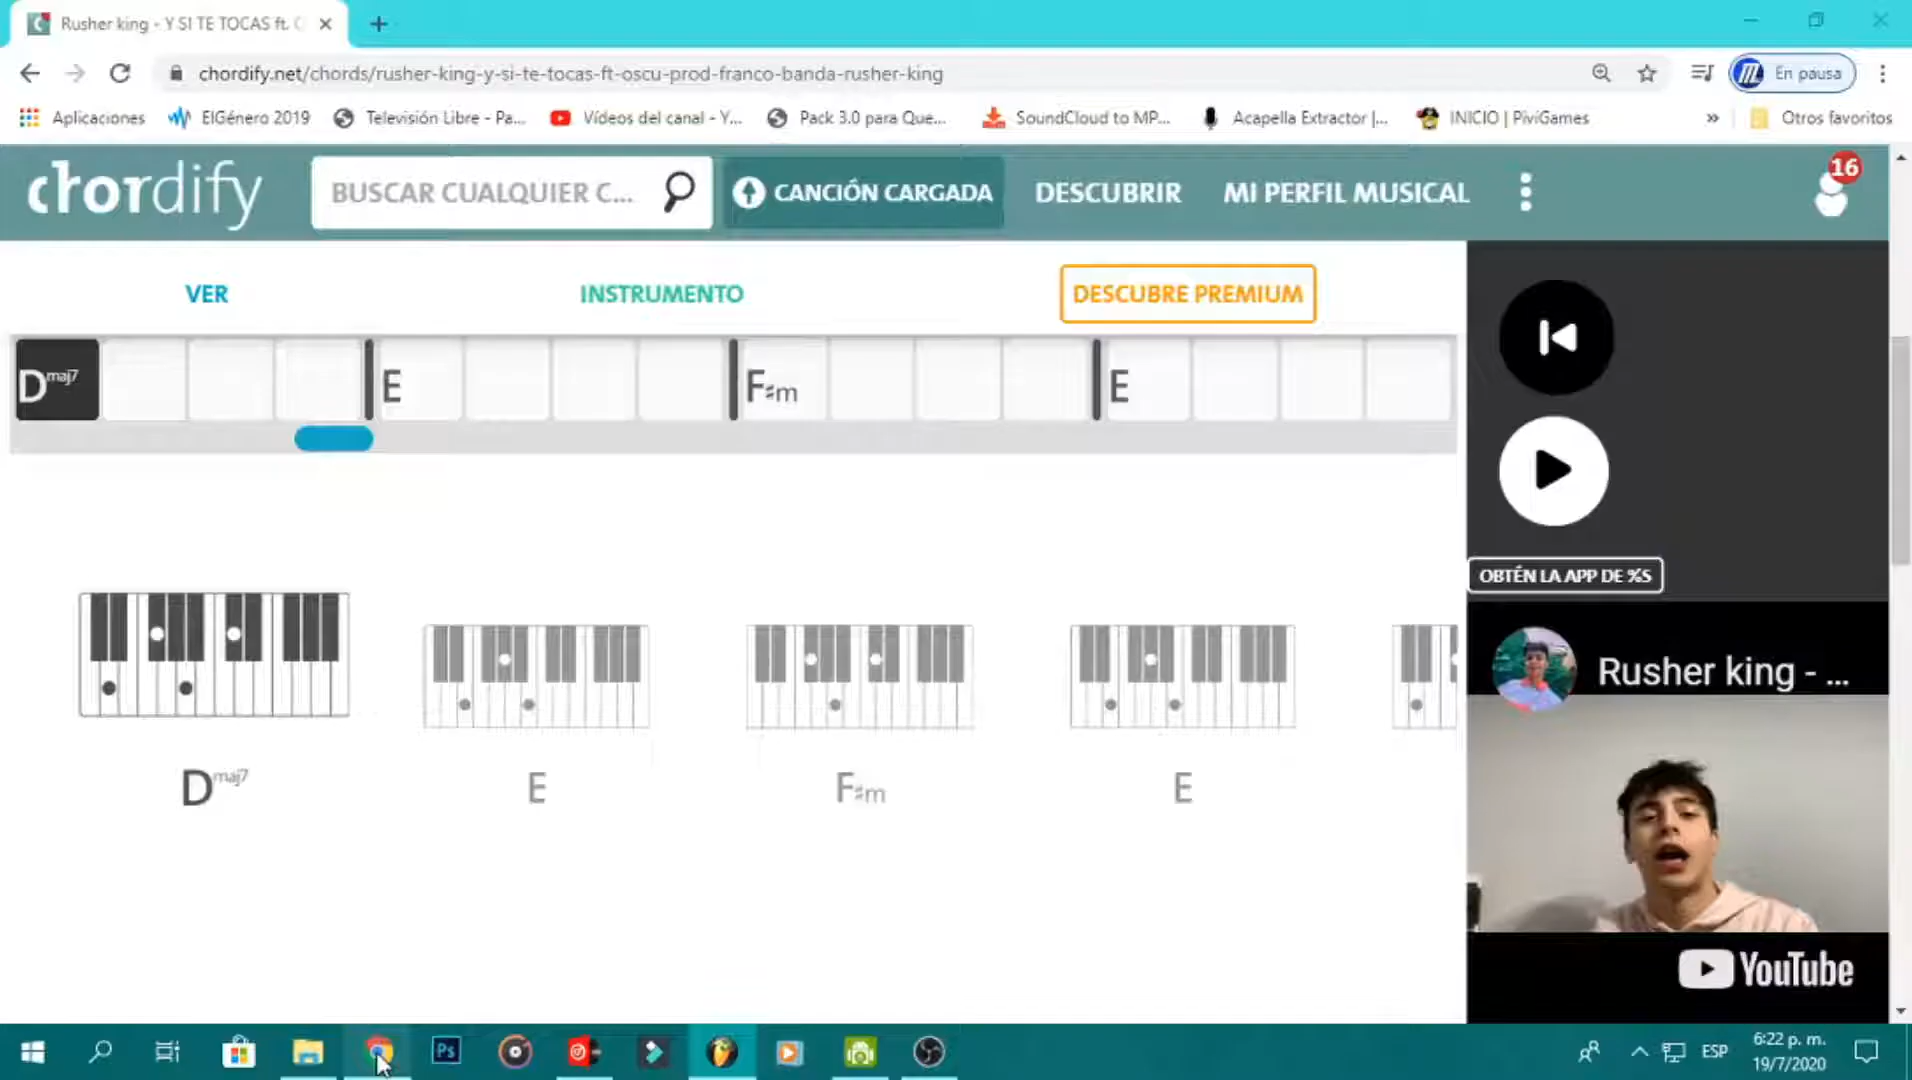 Rusher king - Y SI TE TOCAS ft.
chordify.net/chords/rusher-king-y-si-te-tocas-ft-oscu-prod-franco-banda-rusher-king
En pausa
Aplicaciones
ElGénero 2019
Televisión Libre - Pa...
Vídeos del canal - Y...
Pack 3.0 para Que...
SoundCloud to MP...
Acapella Extractor |...
INICIO | PiviGames
»
Otros favoritos
chordify
BUSCAR CUALQUIER C...
CANCIÓN CARGADA
DESCUBRIR
MI PERFIL MUSICAL
16
VER
INSTRUMENTO
DESCUBRE PREMIUM
Dmaj7
E
F♯m
E
OBTÉN LA APP DE %S
Rusher king - ...
Dmaj7
E
F♯m
E
YouTube
Ps
ESP
6:22 p. m.
19/7/2020